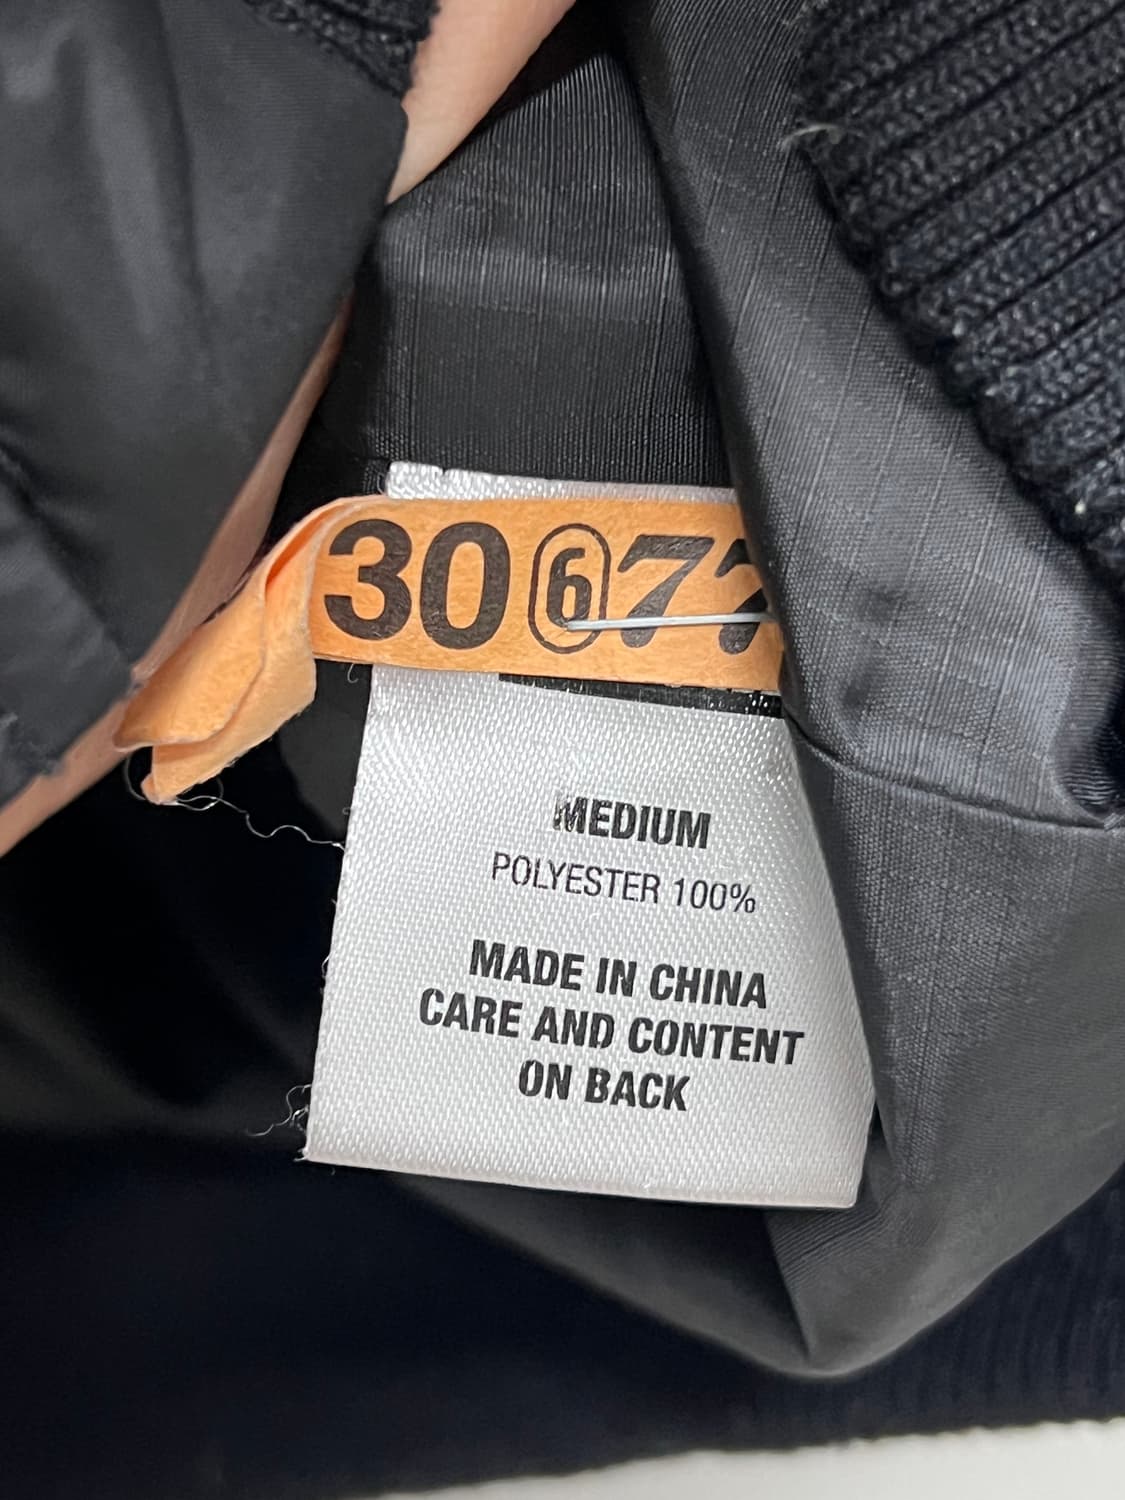 30677
MEDIUM
POLYESTER 100%
MADE IN CHINA
CARE AND CONTENT
ON BACK